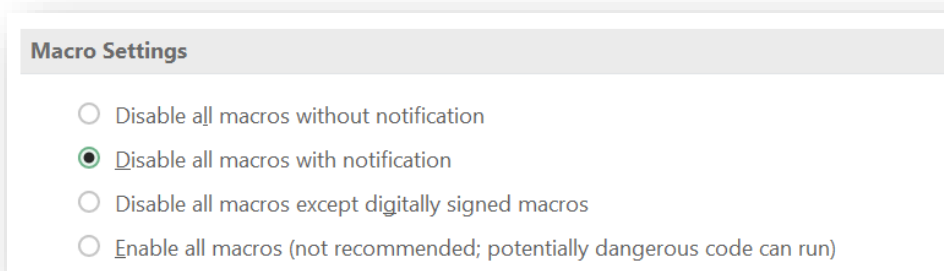 Macro Settings
Disable all macros without notification
Disable all macros with notification
Disable all macros except digitally signed macros
Enable all macros (not recommended; potentially dangerous code can run)